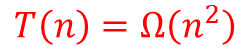 T(n) = Ω(n²)